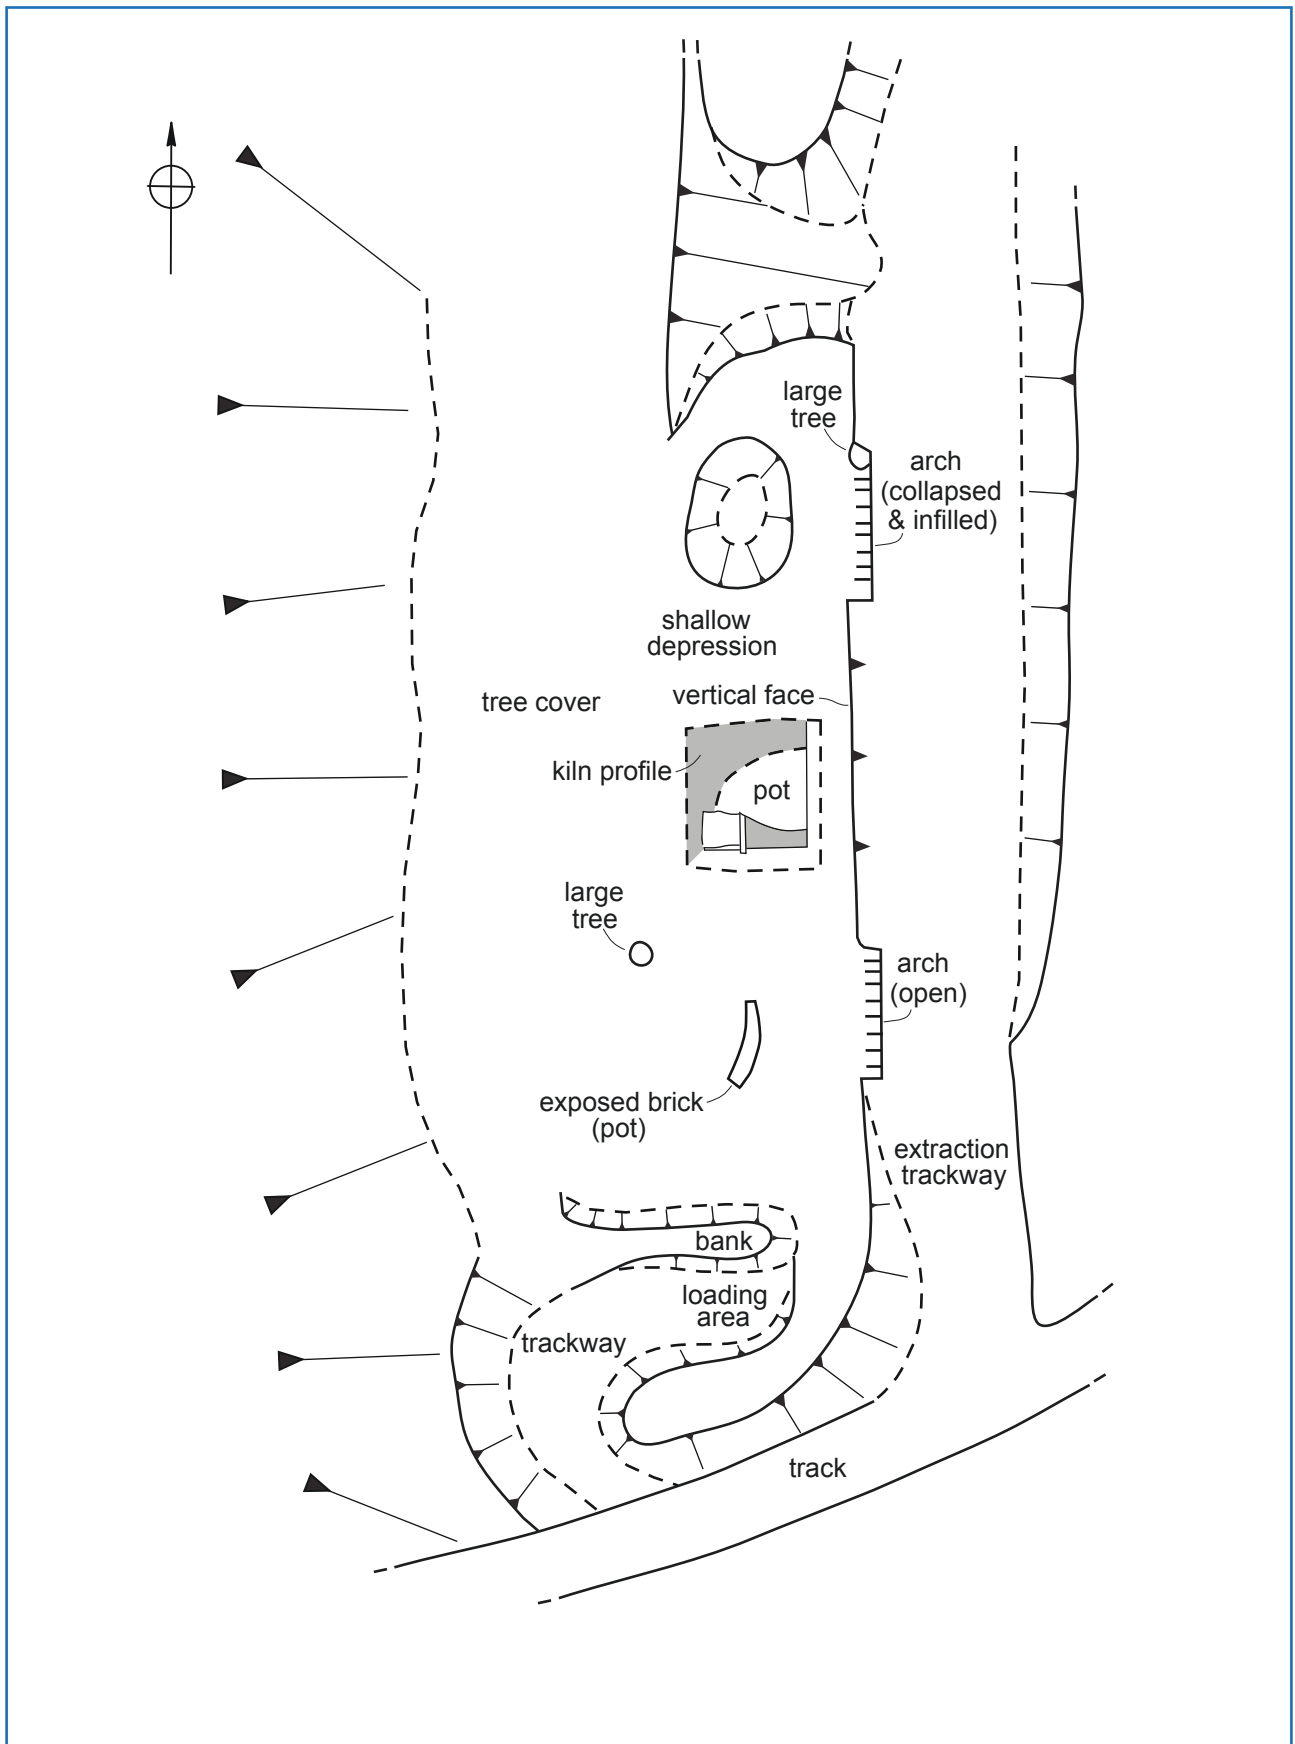 large
tree
arch
(collapsed
& infilled)
shallow
depression
vertical face
tree cover
kiln profile
pot
large
tree
arch
(open)
exposed brick
(pot)
extraction
trackway
bank
loading
area
trackway
track